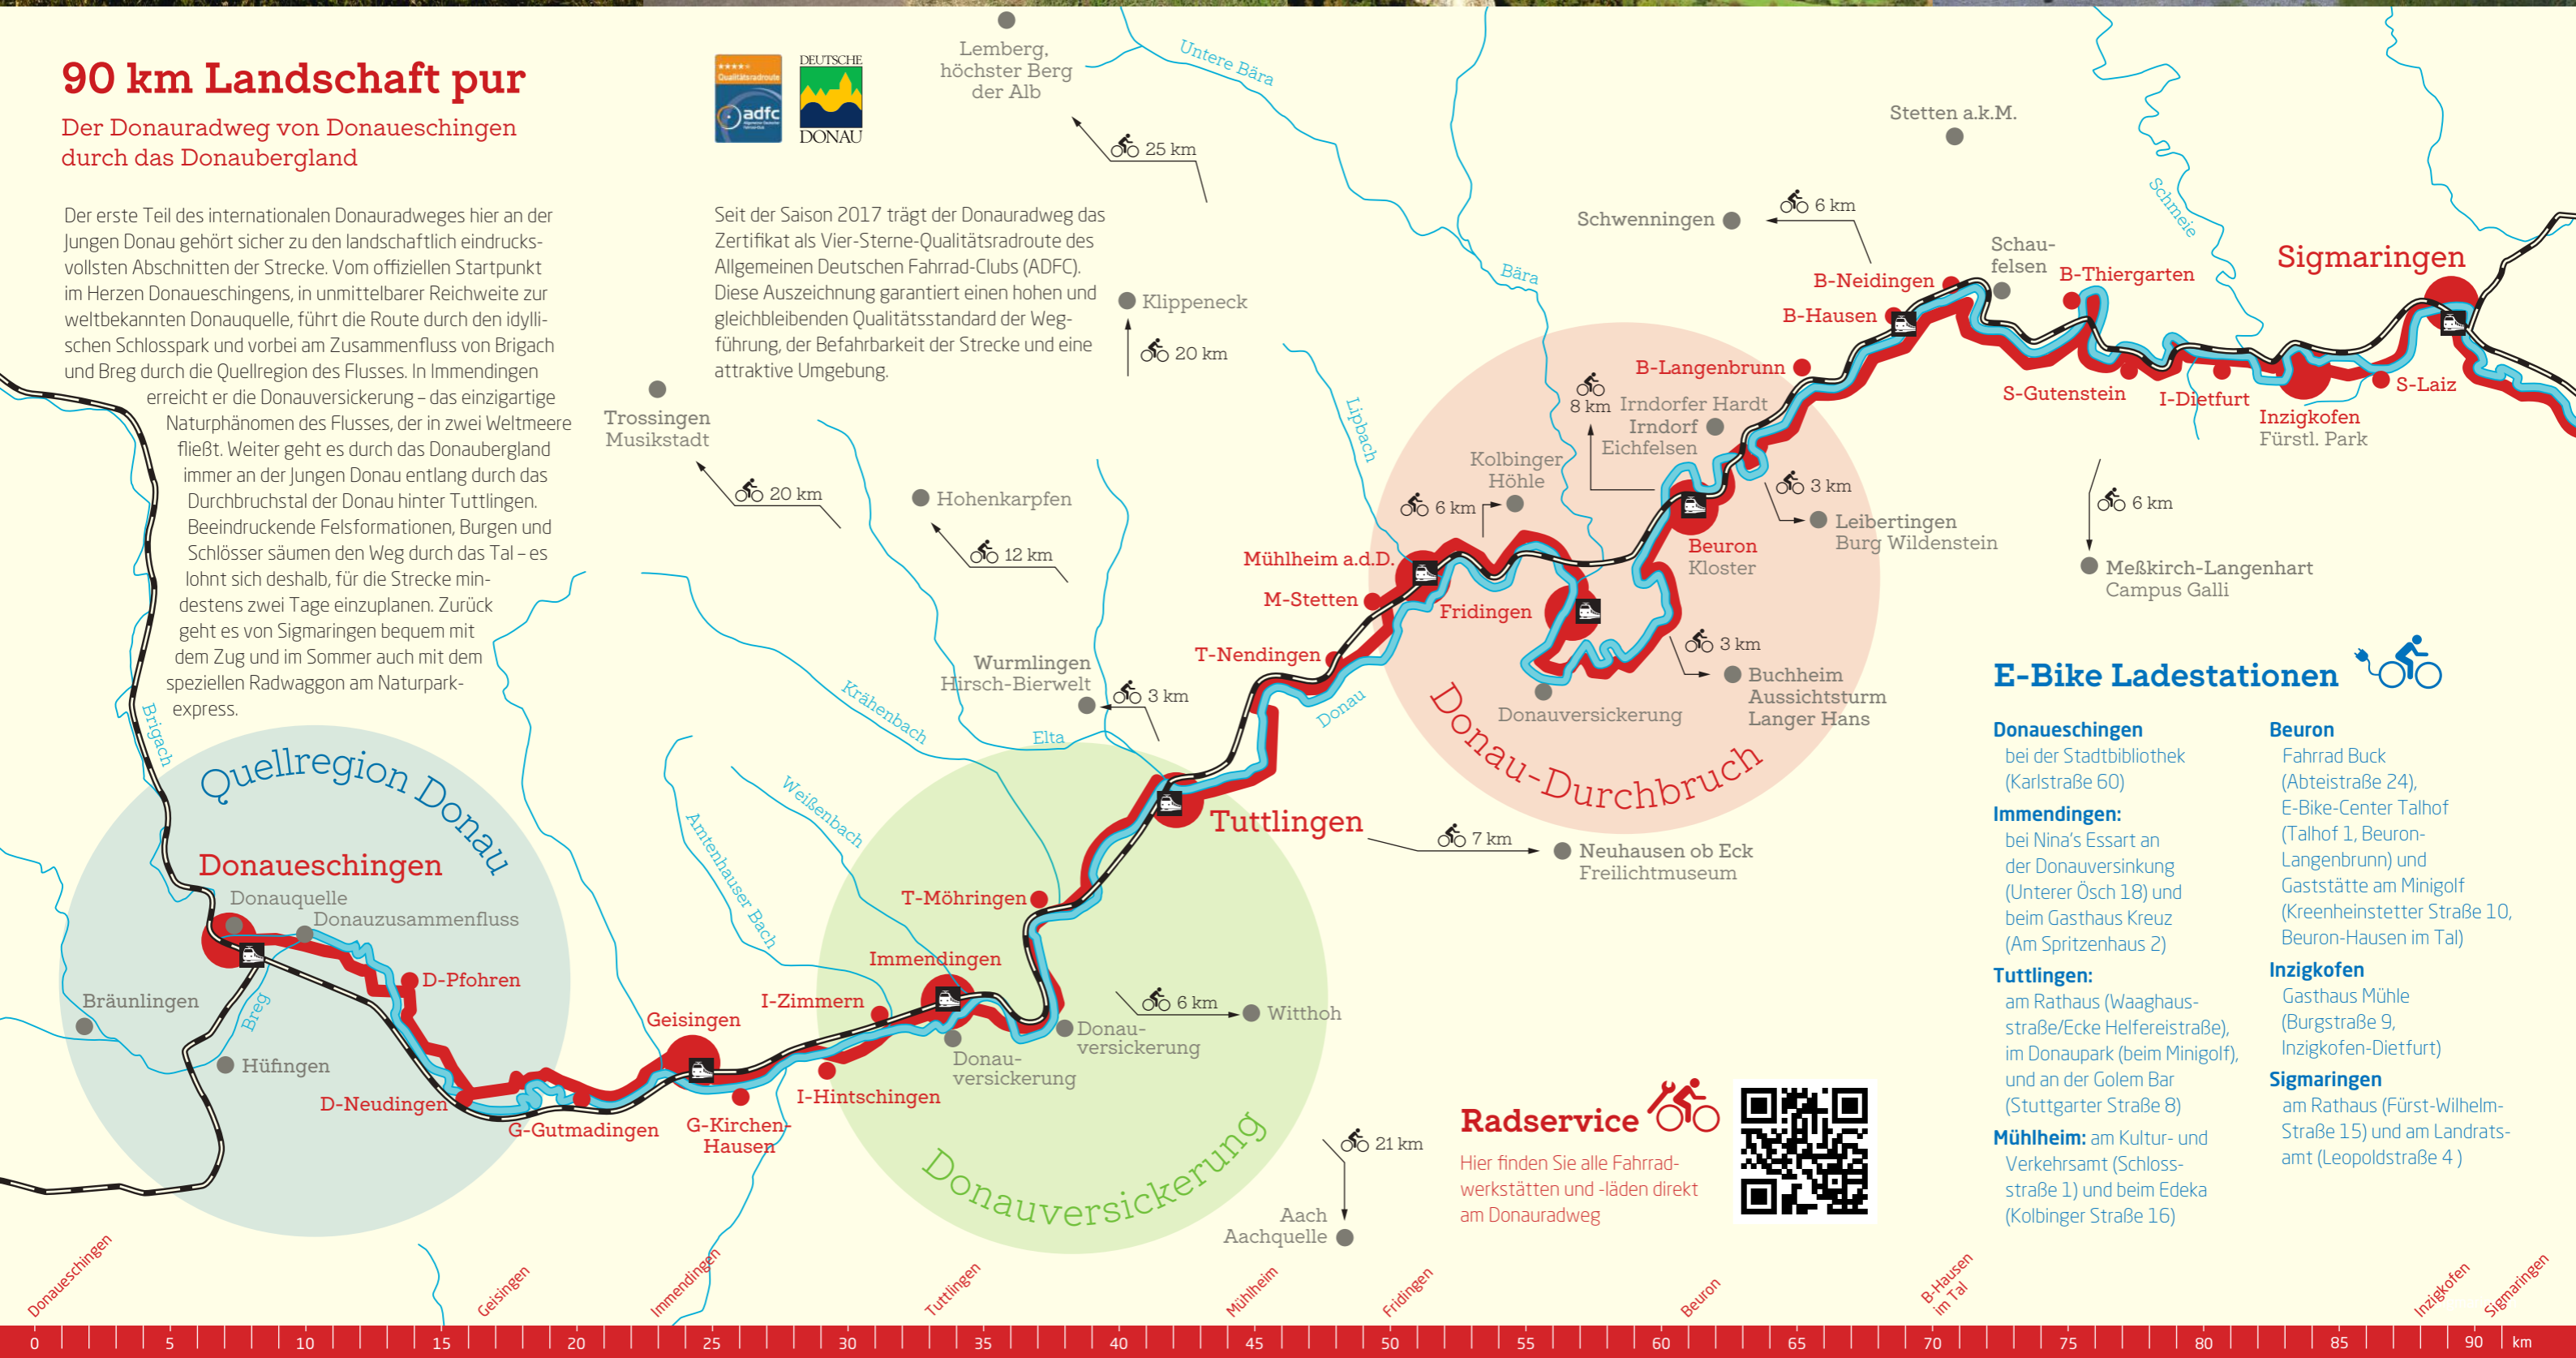 90 km Landschaft pur
Der Donauradweg von Donaueschingen
durch das Donaubergland
Der erste Teil des internationalen Donauradweges hier an der
Jungen Donau gehört sicher zu den landschaftlich eindrucks-
vollsten Abschnitten der Strecke. Vom offiziellen Startpunkt
im Herzen Donaueschingens, in unmittelbarer Reichweite zur
weltbekannten Donauquelle, führt die Route durch den idylli-
schen Schlosspark und vorbei am Zusammenfluss von Brigach
und Breg durch die Quellregion des Flusses. In Immendingen
erreicht er die Donauversickerung – das einzigartige
Naturphänomen des Flusses, der in zwei Weltmeere
fließt. Weiter geht es durch das Donaubergland
immer an der Jungen Donau entlang durch das
Durchbruchstal der Donau hinter Tuttlingen.
Beeindruckende Felsformationen, Burgen und
Schlösser säumen den Weg durch das Tal – es
lohnt sich deshalb, für die Strecke min-
destens zwei Tage einzuplanen. Zurück
geht es von Sigmaringen bequem mit
dem Zug und im Sommer auch mit dem
speziellen Radwaggon am Naturpark-
express.
★★★★
Qualitätsradroute
adfc
DEUTSCHE
DONAU
Seit der Saison 2017 trägt der Donauradweg das
Zertifikat als Vier-Sterne-Qualitätsradroute des
Allgemeinen Deutschen Fahrrad-Clubs (ADFC).
Diese Auszeichnung garantiert einen hohen und
gleichbleibenden Qualitätsstandard der Weg-
führung, der Befahrbarkeit der Strecke und eine
attraktive Umgebung.
Lemberg,
höchster Berg
der Alb
25 km
Untere Bära
Klippeneck
20 km
Trossingen
Musikstadt
20 km
Hohenkarpfen
12 km
Wurmlingen
Hirsch-Bierwelt
3 km
Krähenbach
Elta
Weißenbach
Amtenhauser Bach
Brigach
Quellregion Donau
Donaueschingen
Donauquelle
Donauzusammenfluss
D-Pfohren
Bräunlingen
Breg
Hüfingen
D-Neudingen
G-Gutmadingen
Geisingen
G-Kirchen-
Hausen
I-Zimmern
I-Hintschingen
Immendingen
T-Möhringen
Donau-
versickerung
Donau-
versickerung
6 km
Witthoh
Donauversickerung
Tuttlingen
7 km
Neuhausen ob Eck
Freilichtmuseum
21 km
Aach
Aachquelle
T-Nendingen
Donau
M-Stetten
Mühlheim a.d.D.
Lipbach
Bära
6 km
Kolbinger
Höhle
Fridingen
Donauversickerung
Donau-Durchbruch
8 km
Irndorfer Hardt
Irndorf
Eichfelsen
Beuron
Kloster
3 km
Buchheim
Aussichtsturm
Langer Hans
3 km
Leibertingen
Burg Wildenstein
B-Langenbrunn
B-Hausen
B-Neidingen
Schwenningen
6 km
Stetten a.k.M.
Schau-
felsen
B-Thiergarten
Schmeie
S-Gutenstein
I-Dietfurt
Inzigkofen
Fürstl. Park
S-Laiz
Sigmaringen
6 km
Meßkirch-Langenhart
Campus Galli
Radservice
Hier finden Sie alle Fahrrad-
werkstätten und -läden direkt
am Donauradweg
E-Bike Ladestationen
Donaueschingen
bei der Stadtbibliothek
(Karlstraße 60)
Immendingen:
bei Nina's Essart an
der Donauversinkung
(Unterer Ösch 18) und
beim Gasthaus Kreuz
(Am Spritzenhaus 2)
Tuttlingen:
am Rathaus (Waaghaus-
straße/Ecke Helfereistraße),
im Donaupark (beim Minigolf),
und an der Golem Bar
(Stuttgarter Straße 8)
Mühlheim: am Kultur- und
Verkehrsamt (Schloss-
straße 1) und beim Edeka
(Kolbinger Straße 16)
Beuron
Fahrrad Buck
(Abteistraße 24),
E-Bike-Center Talhof
(Talhof 1, Beuron-
Langenbrunn) und
Gaststätte am Minigolf
(Kreenheinstetter Straße 10,
Beuron-Hausen im Tal)
Inzigkofen
Gasthaus Mühle
(Burgstraße 9,
Inzigkofen-Dietfurt)
Sigmaringen
am Rathaus (Fürst-Wilhelm-
Straße 15) und am Landrats-
amt (Leopoldstraße 4 )
Donaueschingen
Geisingen
Immendingen
Tuttlingen
Mühlheim
Fridingen
Beuron
B-Hausen
im Tal
Inzigkofen
Sigmaringen
0 5 10 15 20 25 30 35 40 45 50 55 60 65 70 75 80 85 90 km